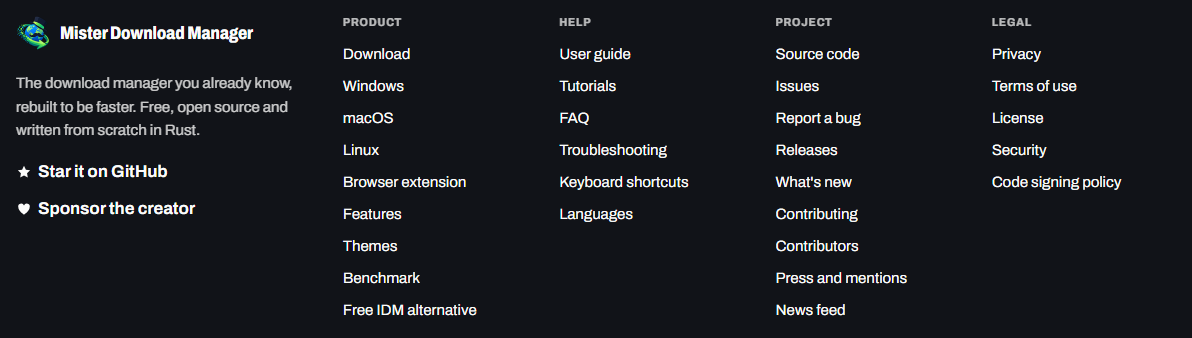 Mister Download Manager
The download manager you already know,
rebuilt to be faster. Free, open source and
written from scratch in Rust.
Star it on GitHub
Sponsor the creator
PRODUCT
Download
Windows
macOS
Linux
Browser extension
Features
Themes
Benchmark
Free IDM alternative
HELP
User guide
Tutorials
FAQ
Troubleshooting
Keyboard shortcuts
Languages
PROJECT
Source code
Issues
Report a bug
Releases
What's new
Contributing
Contributors
Press and mentions
News feed
LEGAL
Privacy
Terms of use
License
Security
Code signing policy